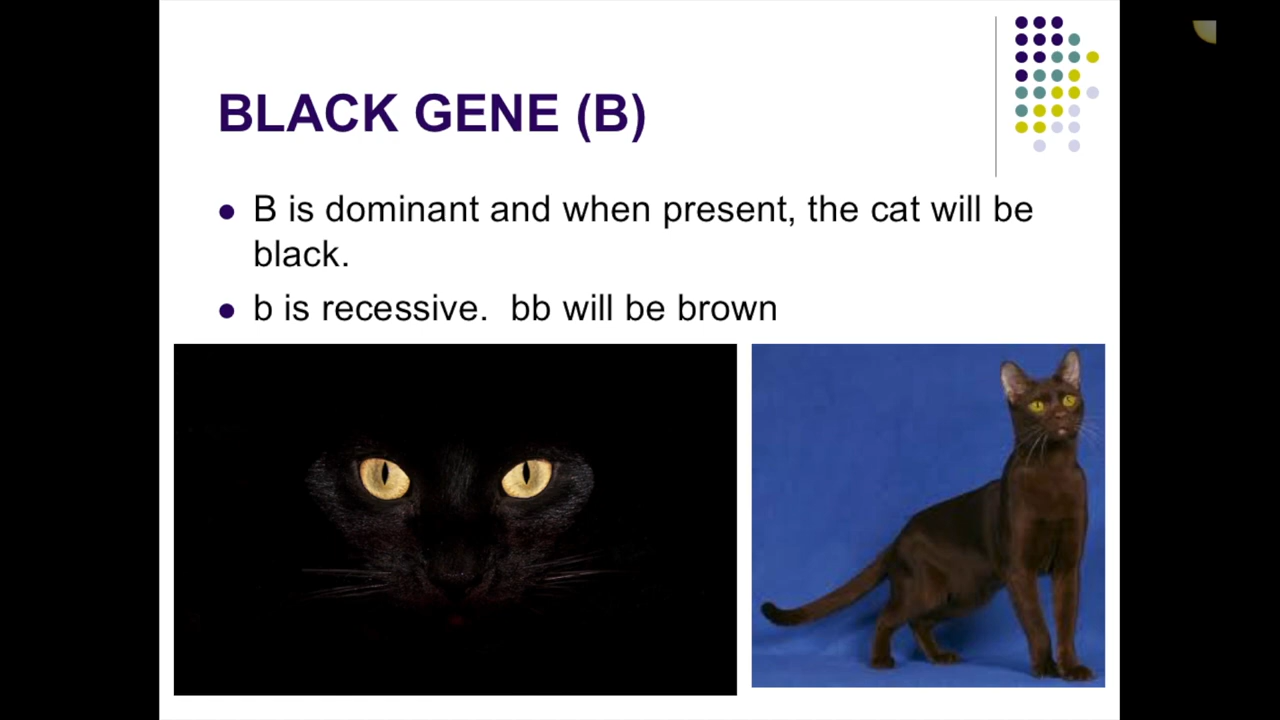 BLACK GENE (B)
B is dominant and when present, the cat will be
black.
b is recessive.  bb will be brown